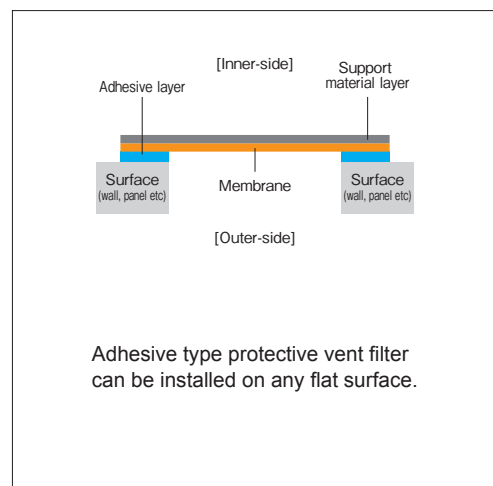 [Inner-side]
Adhesive layer
Support
material layer
Surface
(wall, panel etc)
Membrane
Surface
(wall, panel etc)
[Outer-side]
Adhesive type protective vent filter
can be installed on any flat surface.